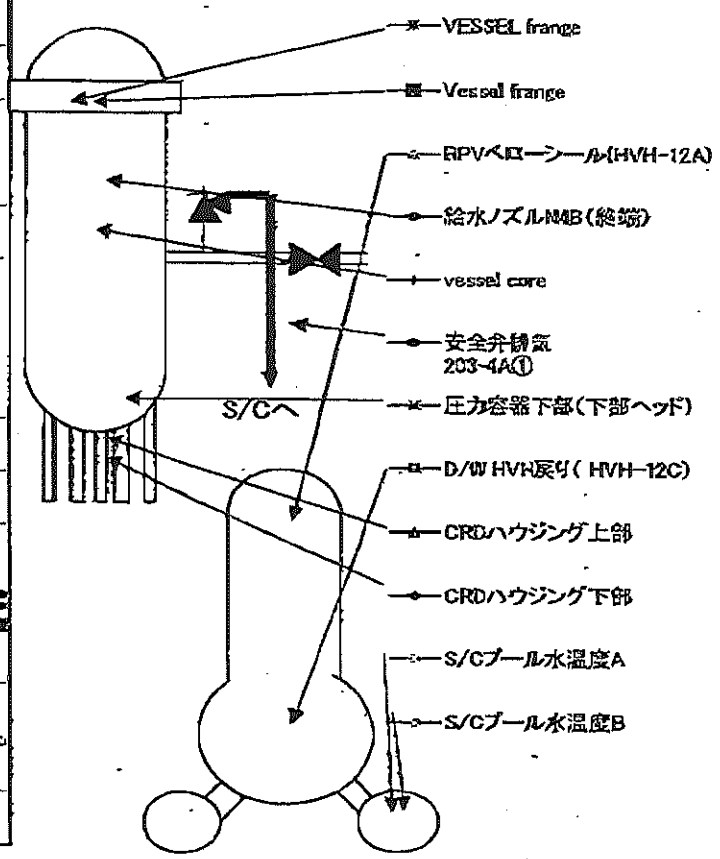 VESSEL frange
Vessel frange
RPVベローシール(HVH-12A)
給水ノズルN4B(終端)
vessel core
安全弁排気
203-4A①
S/Cへ
圧力容器下部(下部ヘッド)
D/W HVH戻り( HVH-12C)
CRDハウジング上部
CRDハウジング下部
S/Cプール水温度A
S/Cプール水温度B